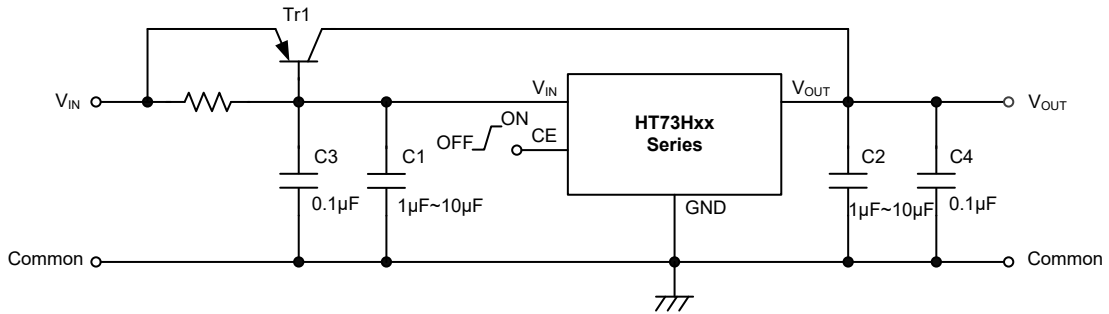 Tr1
VIN
VIN
HT73Hxx
Series
VOUT
VOUT
OFF
ON
CE
C3
0.1µF
C1
1µF~10µF
GND
C2
1µF~10µF
C4
0.1µF
Common
Common